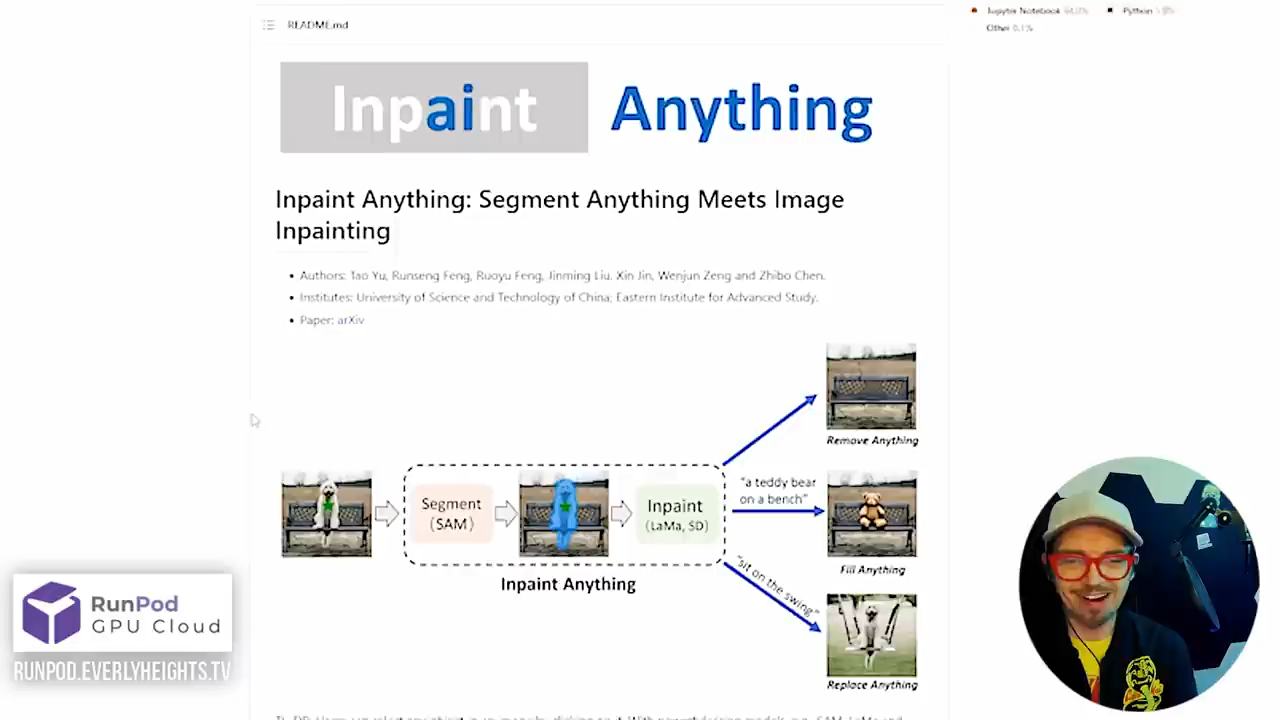 README.md
Jupyter Notebook
Python
Other 0.1%
Inpaint Anything
Inpaint Anything: Segment Anything Meets Image
Inpainting
Authors: Tao Yu, Runseng Feng, Ruoyu Feng, Jinming Liu, Xin Jin, Wenjun Zeng and Zhibo Chen.
Institutes: University of Science and Technology of China; Eastern Institute for Advanced Study.
Paper: arXiv
Remove Anything
Segment
(SAM)
Inpaint
(LaMa, SD)
"a teddy bear
on a bench"
Fill Anything
Inpaint Anything
"sit on the swing"
Replace Anything
RunPod
GPU Cloud
RUNPOD.EVERLYHEIGHTS.TV